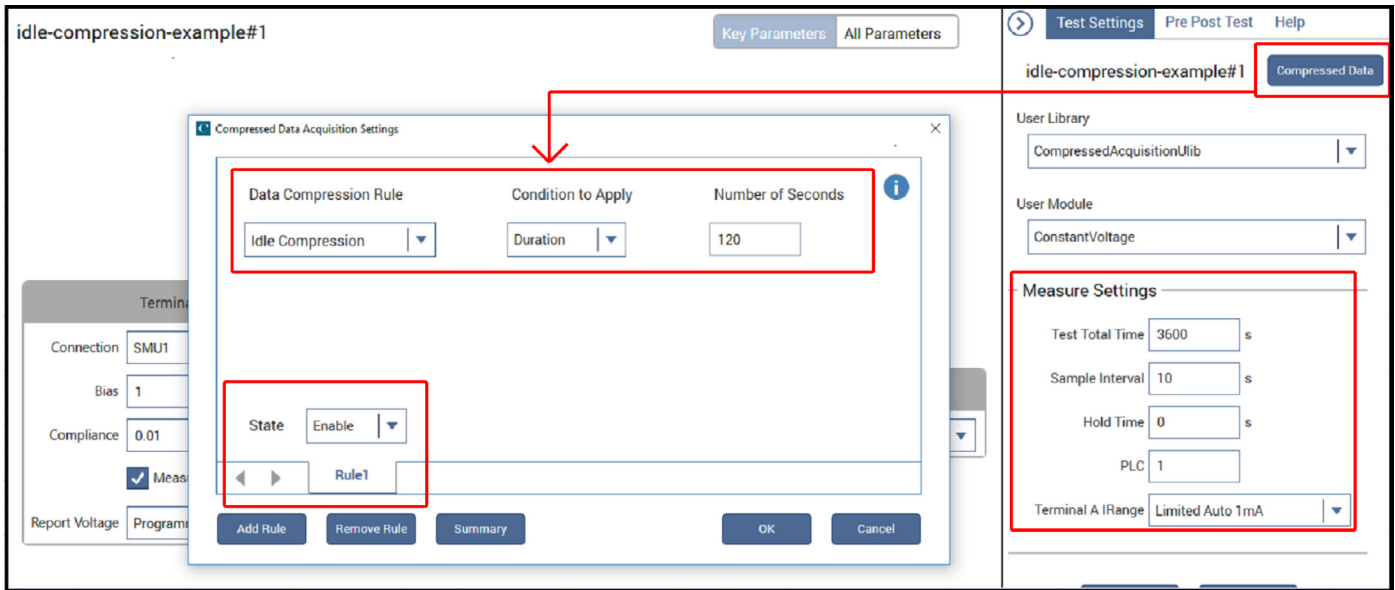 idle-compression-example#1
Key Parameters All Parameters
Test Settings Pre Post Test Help
idle-compression-example#1 Compressed Data
User Library
CompressedAcquisitionUlib
User Module
ConstantVoltage
Measure Settings
Test Total Time 3600 s
Sample Interval 10 s
Hold Time 0 s
PLC 1
Terminal A IRange Limited Auto 1mA
Compressed Data Acquisition Settings
Data Compression Rule Condition to Apply Number of Seconds
Idle Compression Duration 120
State Enable
Rule1
Add Rule Remove Rule Summary OK Cancel
Connection SMU1
Bias 1
Compliance 0.01
Report Voltage